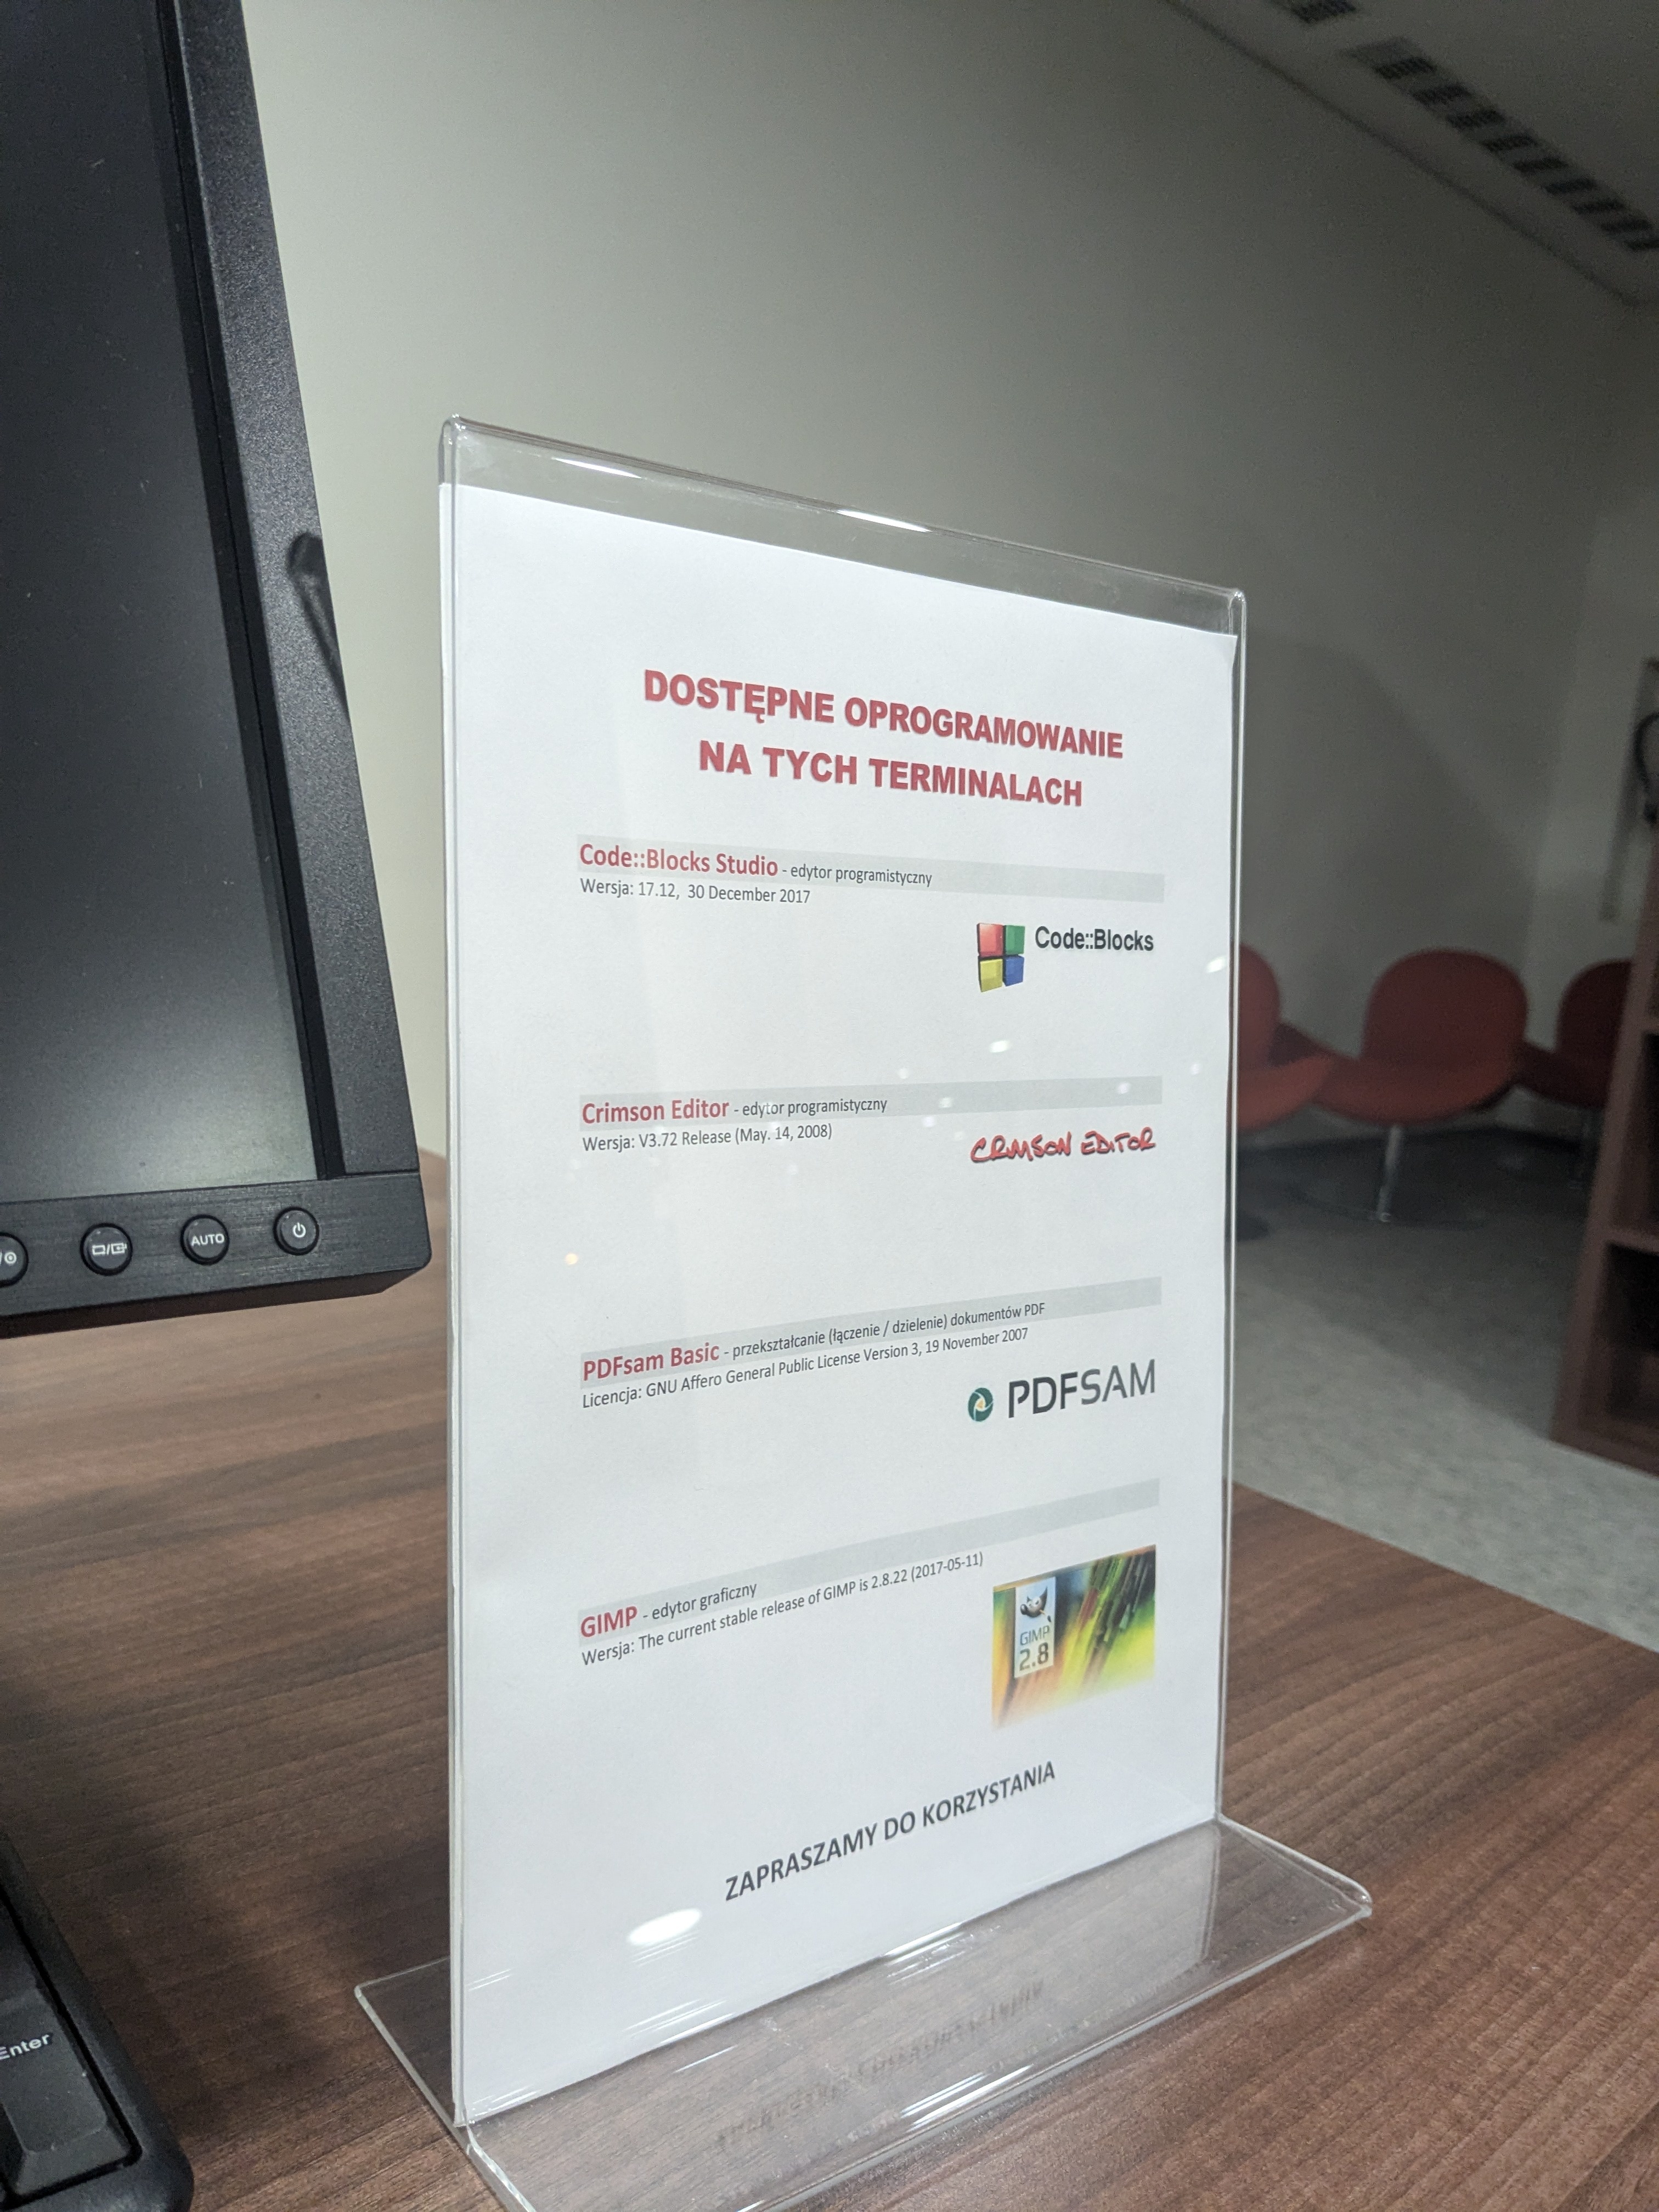 DOSTĘPNE OPROGRAMOWANIE
NA TYCH TERMINALACH
Code::Blocks Studio - edytor programistyczny
Wersja: 17.12, 30 December 2017
Code::Blocks
Crimson Editor - edytor programistyczny
Wersja: V3.72 Release (May. 14, 2008)
CRIMSON EDITOR
PDFsam Basic - przekształcanie (łączenie / dzielenie) dokumentów PDF
Licencja: GNU Affero General Public License Version 3, 19 November 2007
PDFSAM
GIMP - edytor graficzny
Wersja: The current stable release of GIMP is 2.8.22 (2017-05-11)
GIMP
2.8
ZAPRASZAMY DO KORZYSTANIA
AUTO
Enter